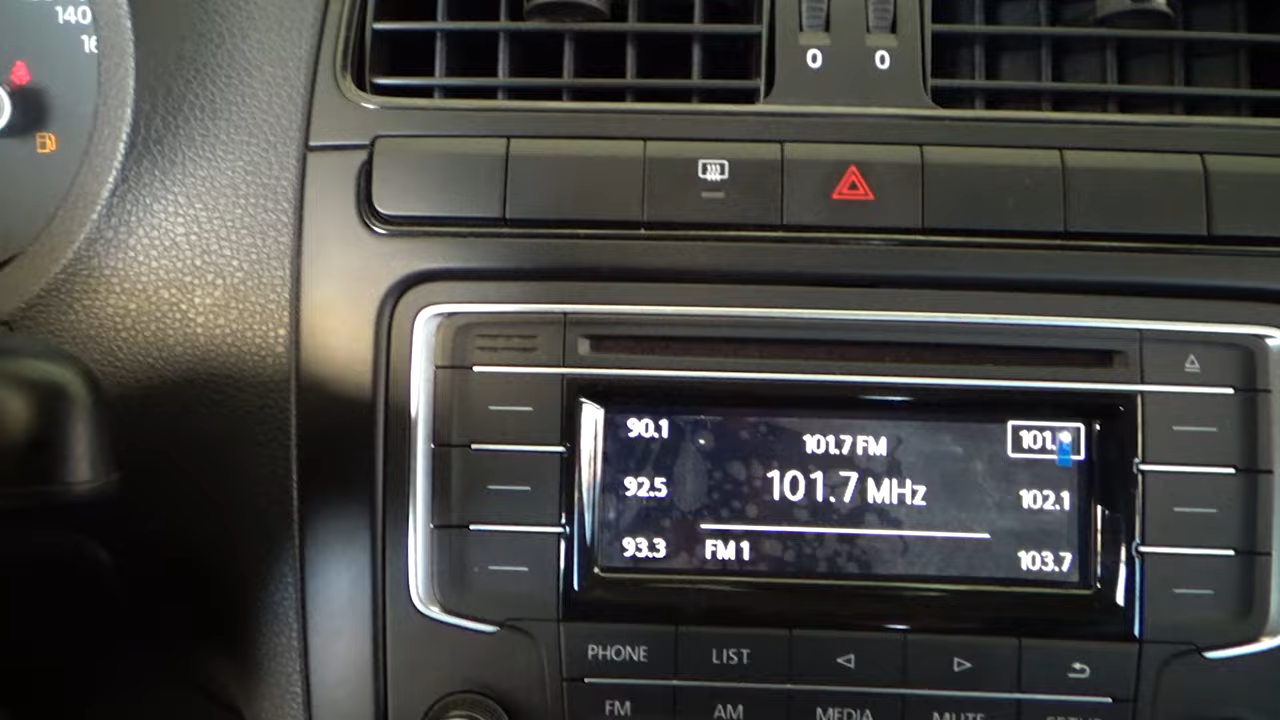 140
0 0
90.1
101.7 FM
92.5
101.7 MHz
102.1
93.3
FM 1
103.7
PHONE LIST
FM AM MEDIA MUTE